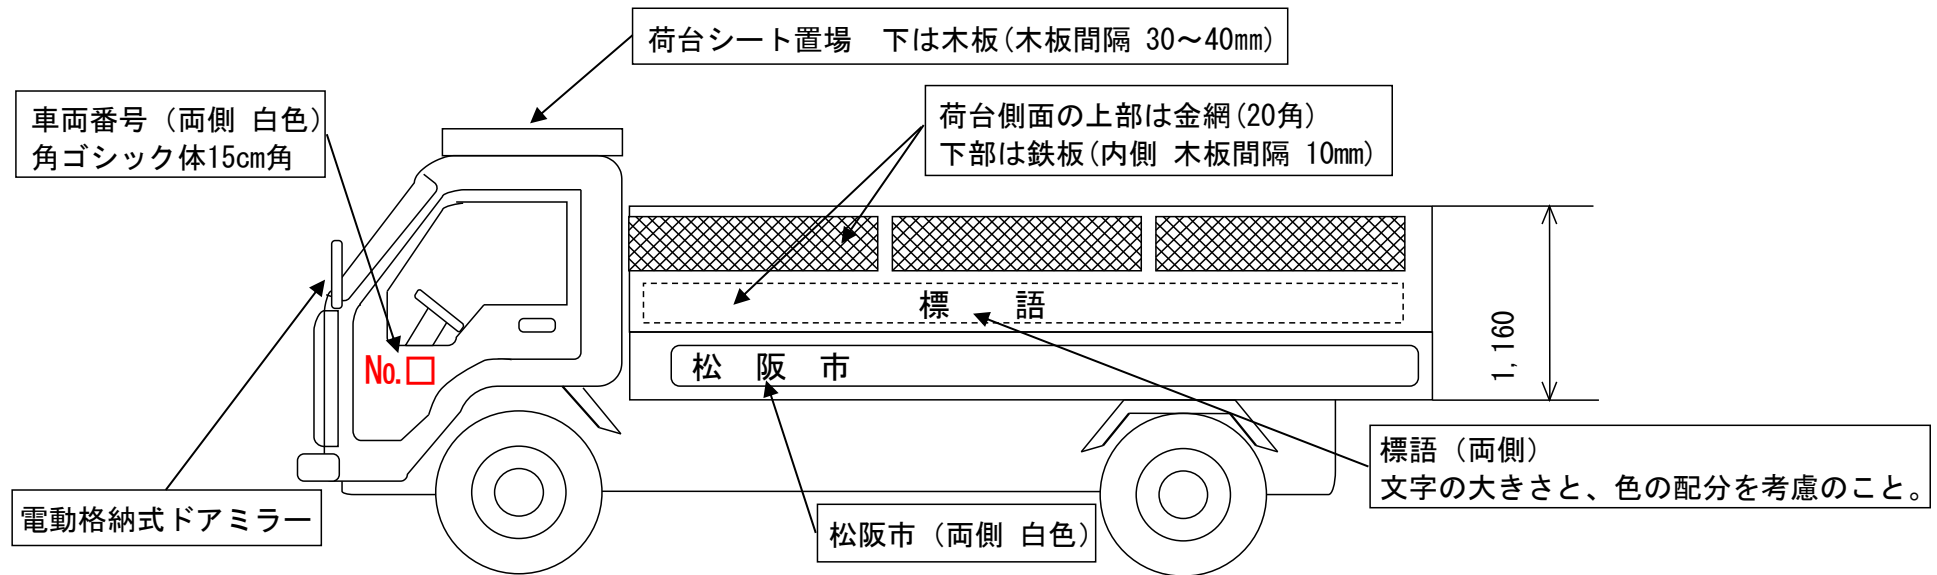 荷台シート置場　下は木板(木板間隔 30～40㎜)
車両番号（両側 白色）
角ゴシック体15㎝角
荷台側面の上部は金網(20角)
下部は鉄板(内側 木板間隔 10㎜)
標　語
松　阪　市
№□
1,160
標語（両側）
文字の大きさと、色の配分を考慮のこと。
電動格納式ドアミラー
松阪市（両側 白色）